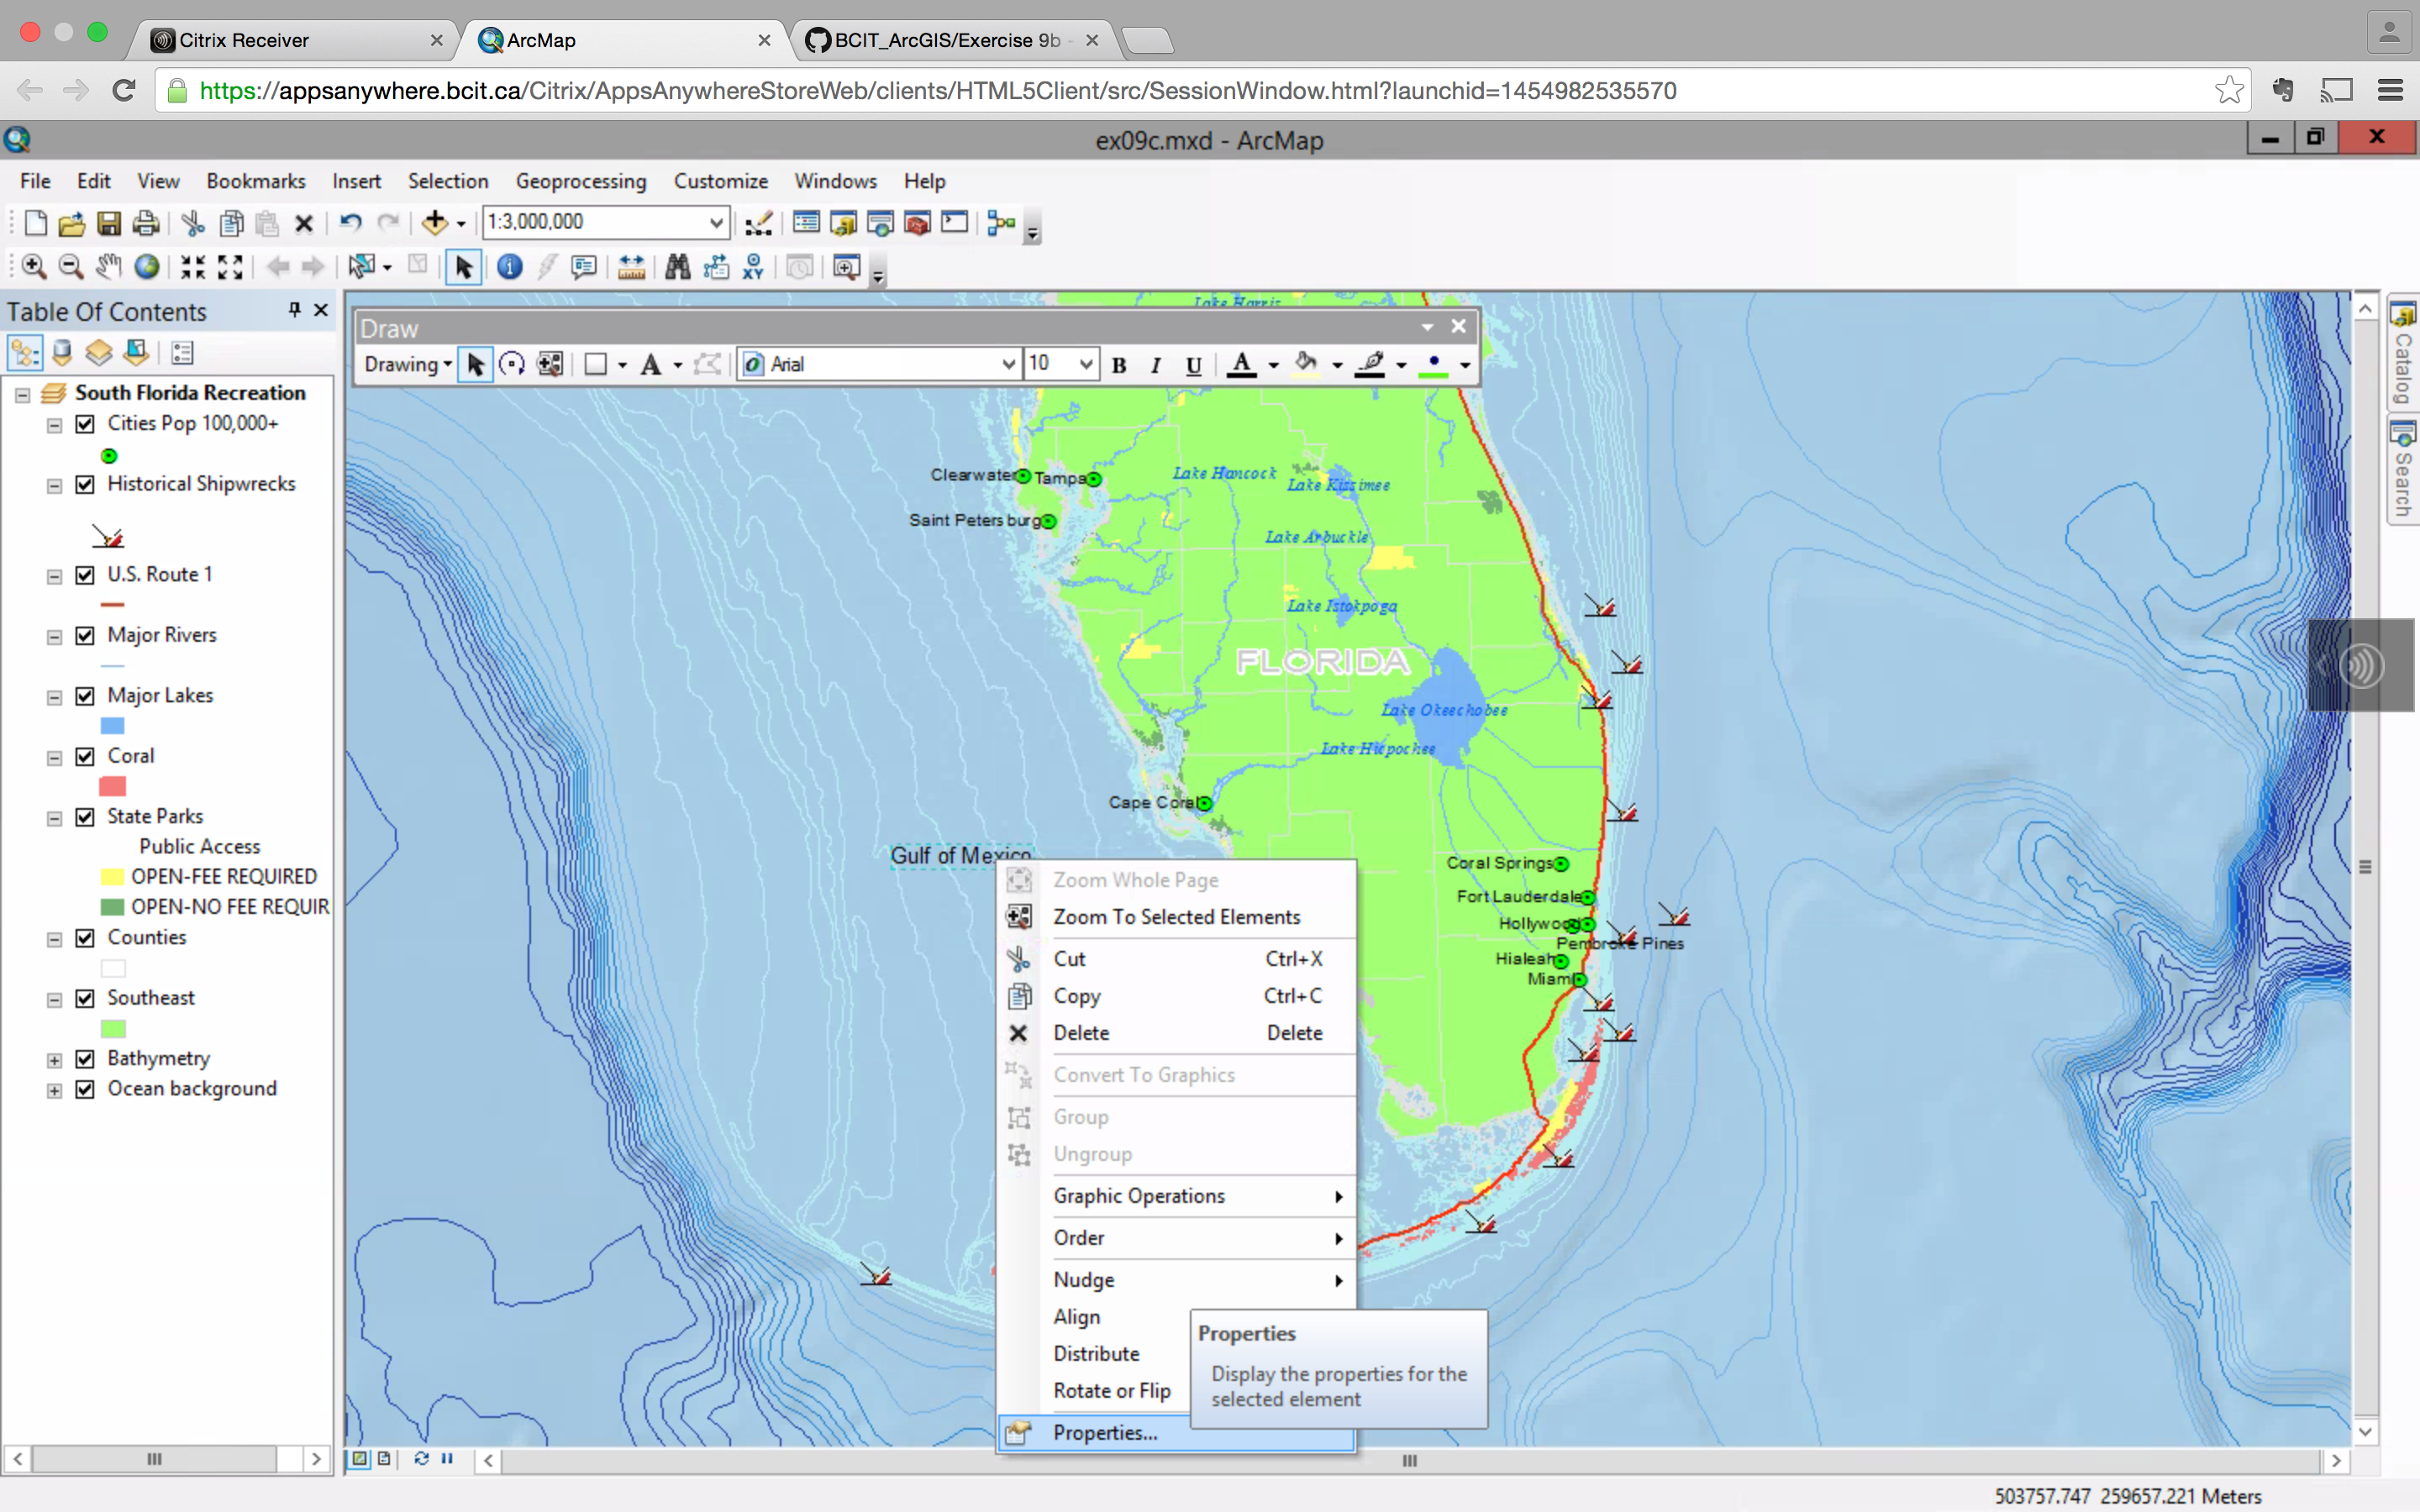 Citrix Receiver
ArcMap
BCIT_ArcGIS/Exercise 9b -
https://appsanywhere.bcit.ca/Citrix/AppsAnywhereStoreWeb/clients/HTML5Client/src/SessionWindow.html?launchid=1454982535570
ex09c.mxd - ArcMap
File Edit View Bookmarks Insert Selection Geoprocessing Customize Windows Help
1:3,000,000
XY
Table Of Contents
South Florida Recreation
Cities Pop 100,000+
Historical Shipwrecks
U.S. Route 1
Major Rivers
Major Lakes
Coral
State Parks
Public Access
OPEN-FEE REQUIRED
OPEN-NO FEE REQUIR
Counties
Southeast
Bathymetry
Ocean background
Draw
Drawing A Arial 10 B I U A
Lake Harris
Clearwater
Tampa
Saint Petersburg
Lake Hancock
Lake Kissimee
Lake Arbuckle
Lake Istokpoga
FLORIDA
Lake Okeechobee
Lake Hicpochee
Cape Coral
Gulf of Mexico
Coral Springs
Fort Lauderdale
Hollywood
Pembroke Pines
Hialeah
Miami
Zoom Whole Page
Zoom To Selected Elements
Cut Ctrl+X
Copy Ctrl+C
Delete Delete
Convert To Graphics
Group
Ungroup
Graphic Operations
Order
Nudge
Align
Distribute
Rotate or Flip
Properties...
Properties
Display the properties for the
selected element
Catalog
Search
503757.747 259657.221 Meters